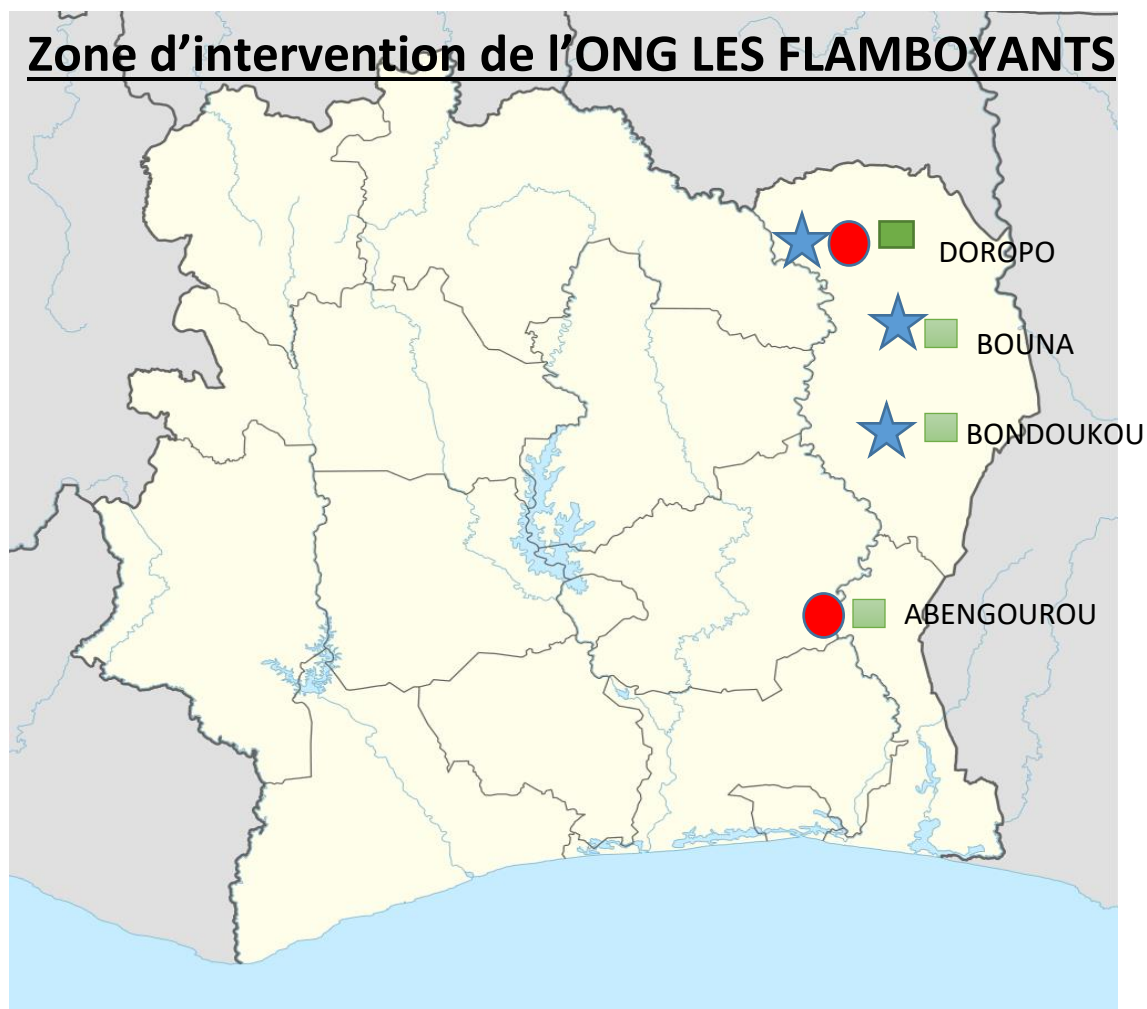 Zone d'intervention de l'ONG LES FLAMBOYANTS
DOROPO
BOUNA
BONDOUKOU
ABENGOUROU